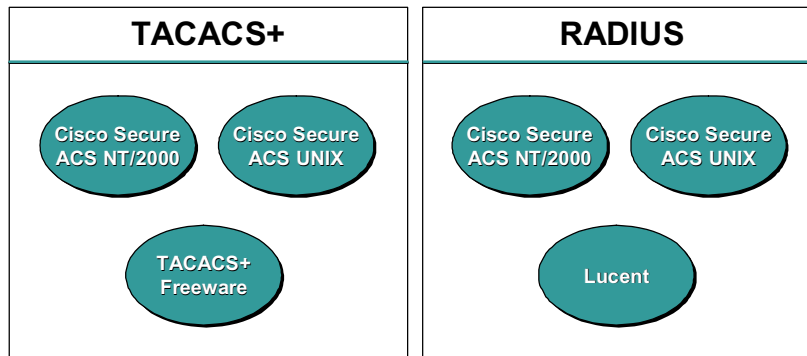 TACACS+
Cisco Secure
ACS NT/2000
Cisco Secure
ACS UNIX
TACACS+
Freeware
RADIUS
Cisco Secure
ACS NT/2000
Cisco Secure
ACS UNIX
Lucent